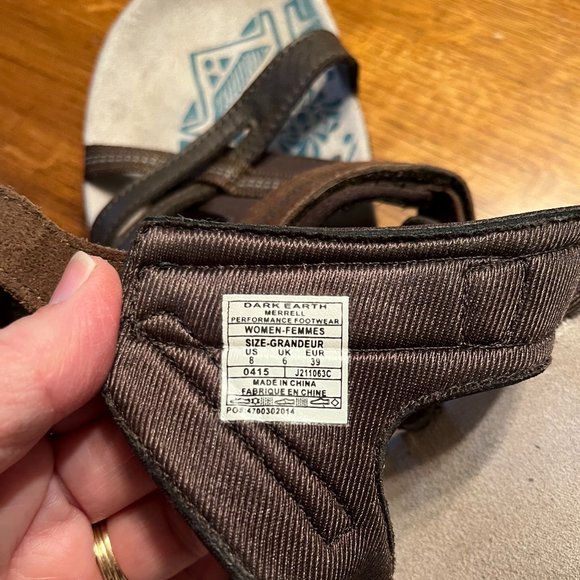 DARK EARTH
MERRELL
PERFORMANCE FOOTWEAR
WOMEN-FEMMES
SIZE-GRANDEUR
US UK EUR
8 6 39
0415 J211063C
MADE IN CHINA
FABRIQUE EN CHINE
PO#:4700302014